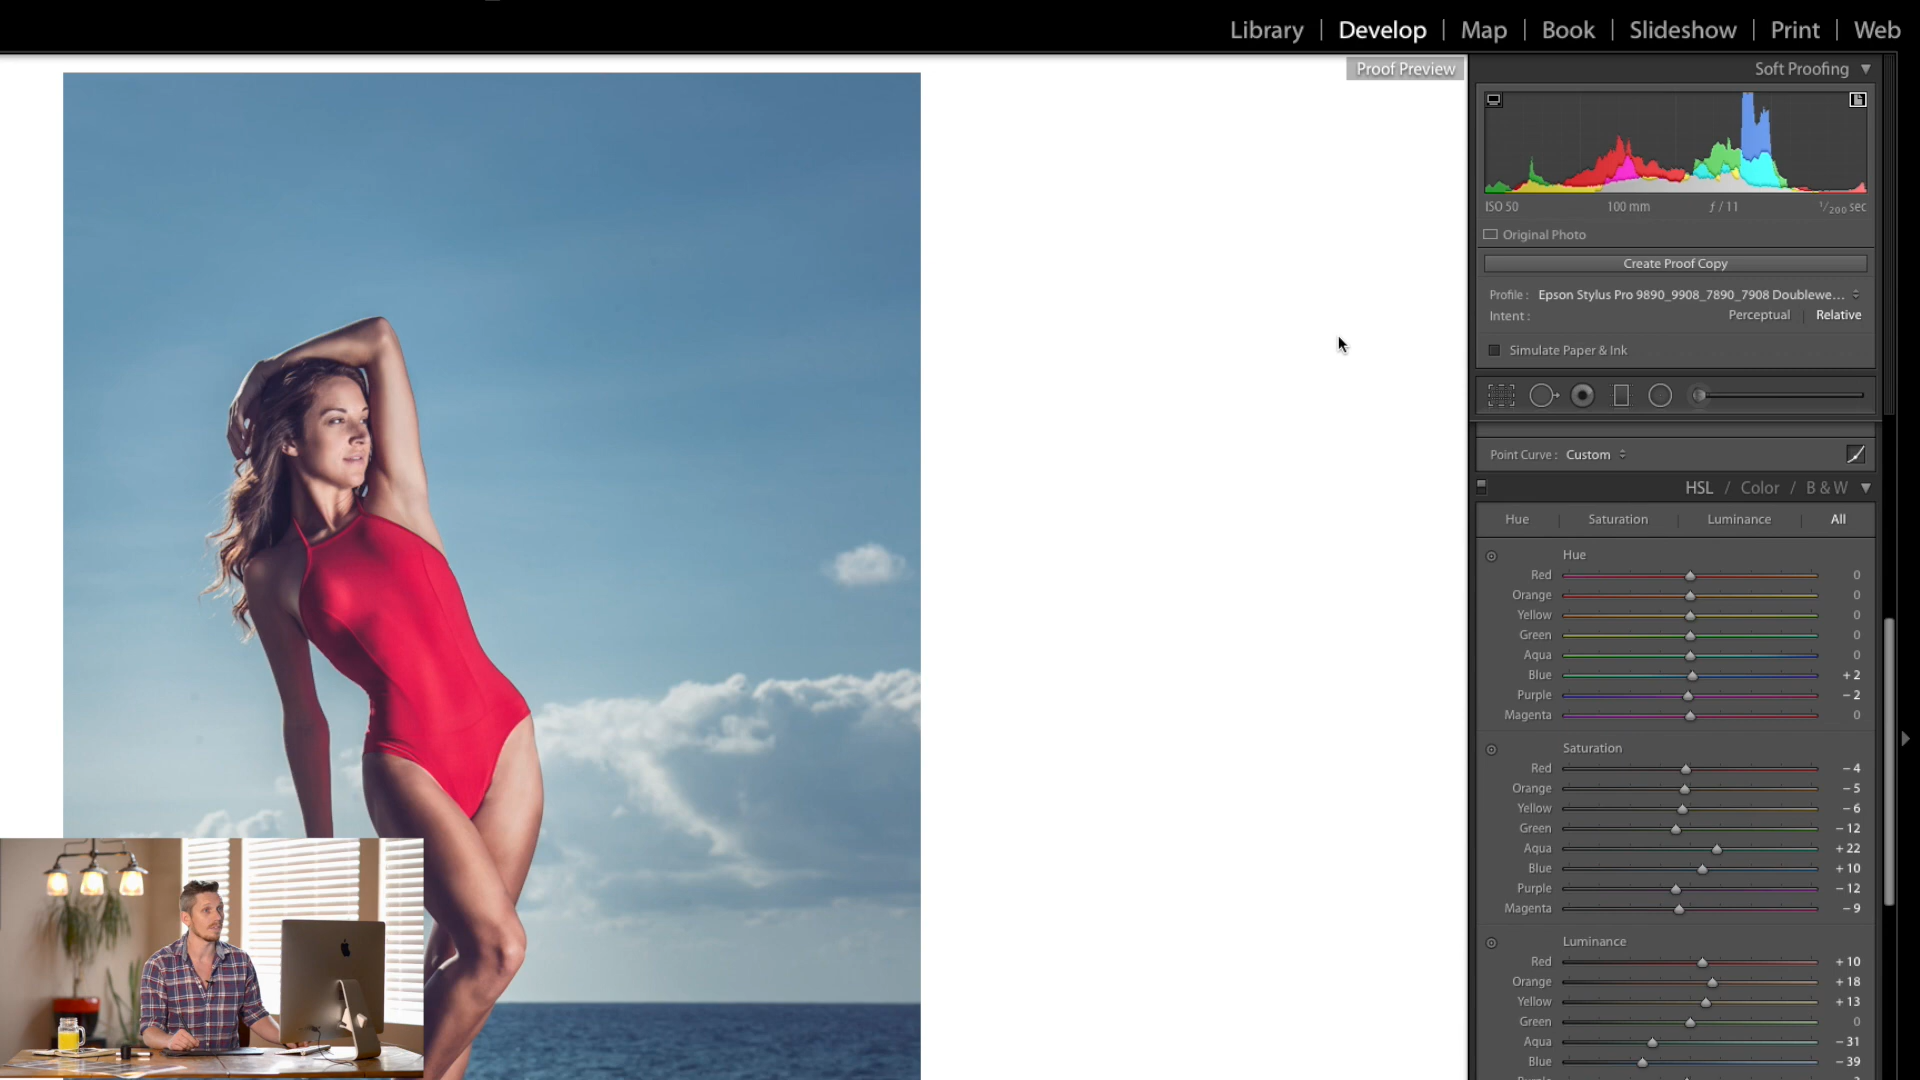 Library | Develop | Map | Book | Slideshow | Print | Web
Proof Preview
Soft Proofing
ISO 50 100 mm ƒ / 11 1/200 sec
Original Photo
Create Proof Copy
Profile : Epson Stylus Pro 9890_9908_7890_7908 Doublewe...
Intent : Perceptual Relative
Simulate Paper & Ink
Point Curve : Custom
HSL / Color / B & W
Hue Saturation Luminance All
Hue
Red 0
Orange 0
Yellow 0
Green 0
Aqua 0
Blue + 2
Purple - 2
Magenta 0
Saturation
Red - 4
Orange - 5
Yellow - 6
Green - 12
Aqua + 22
Blue + 10
Purple - 12
Magenta - 9
Luminance
Red + 10
Orange + 18
Yellow + 13
Green 0
Aqua - 31
Blue - 39